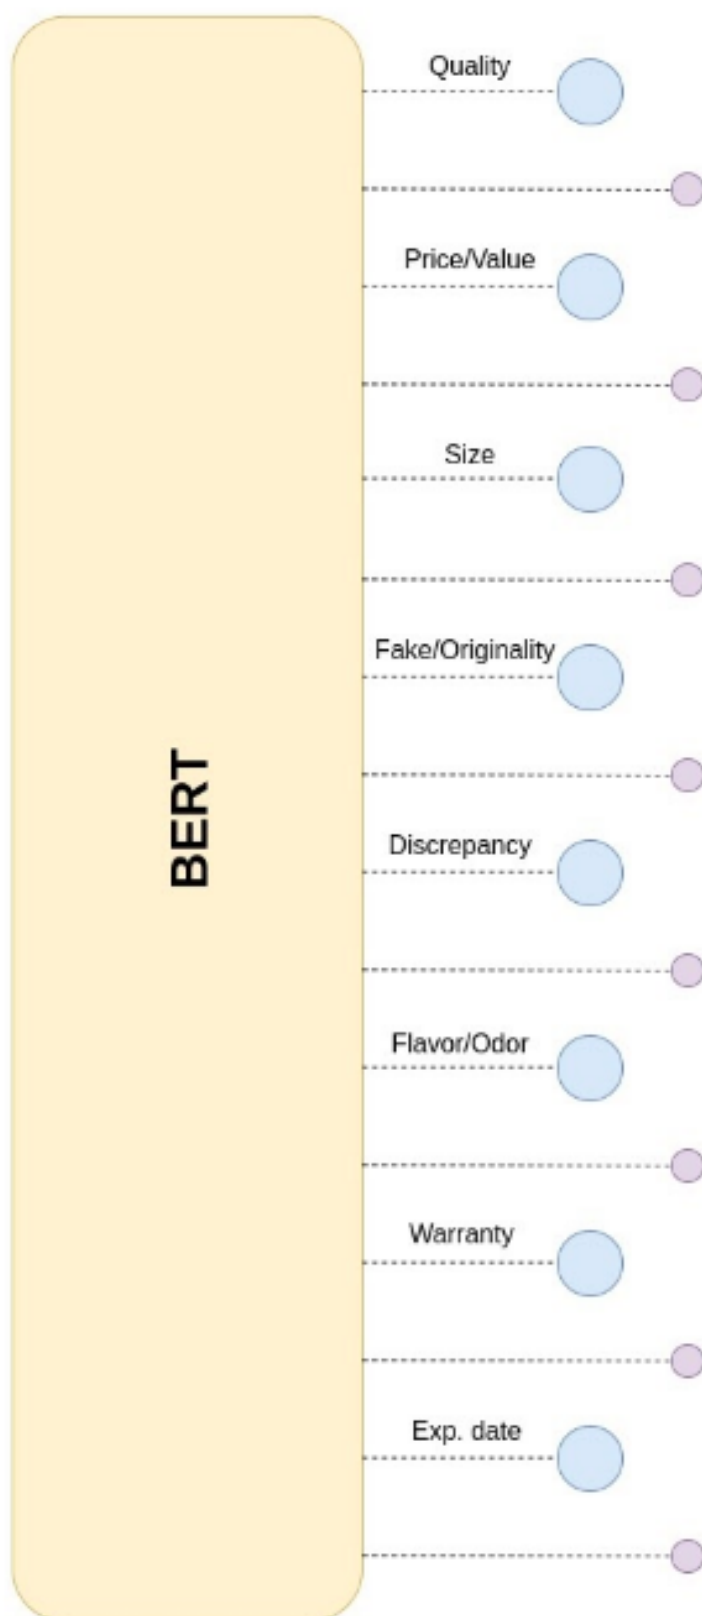 Quality
Price/Value
Size
Fake/Originality
BERT
Discrepancy
Flavor/Odor
Warranty
Exp. date